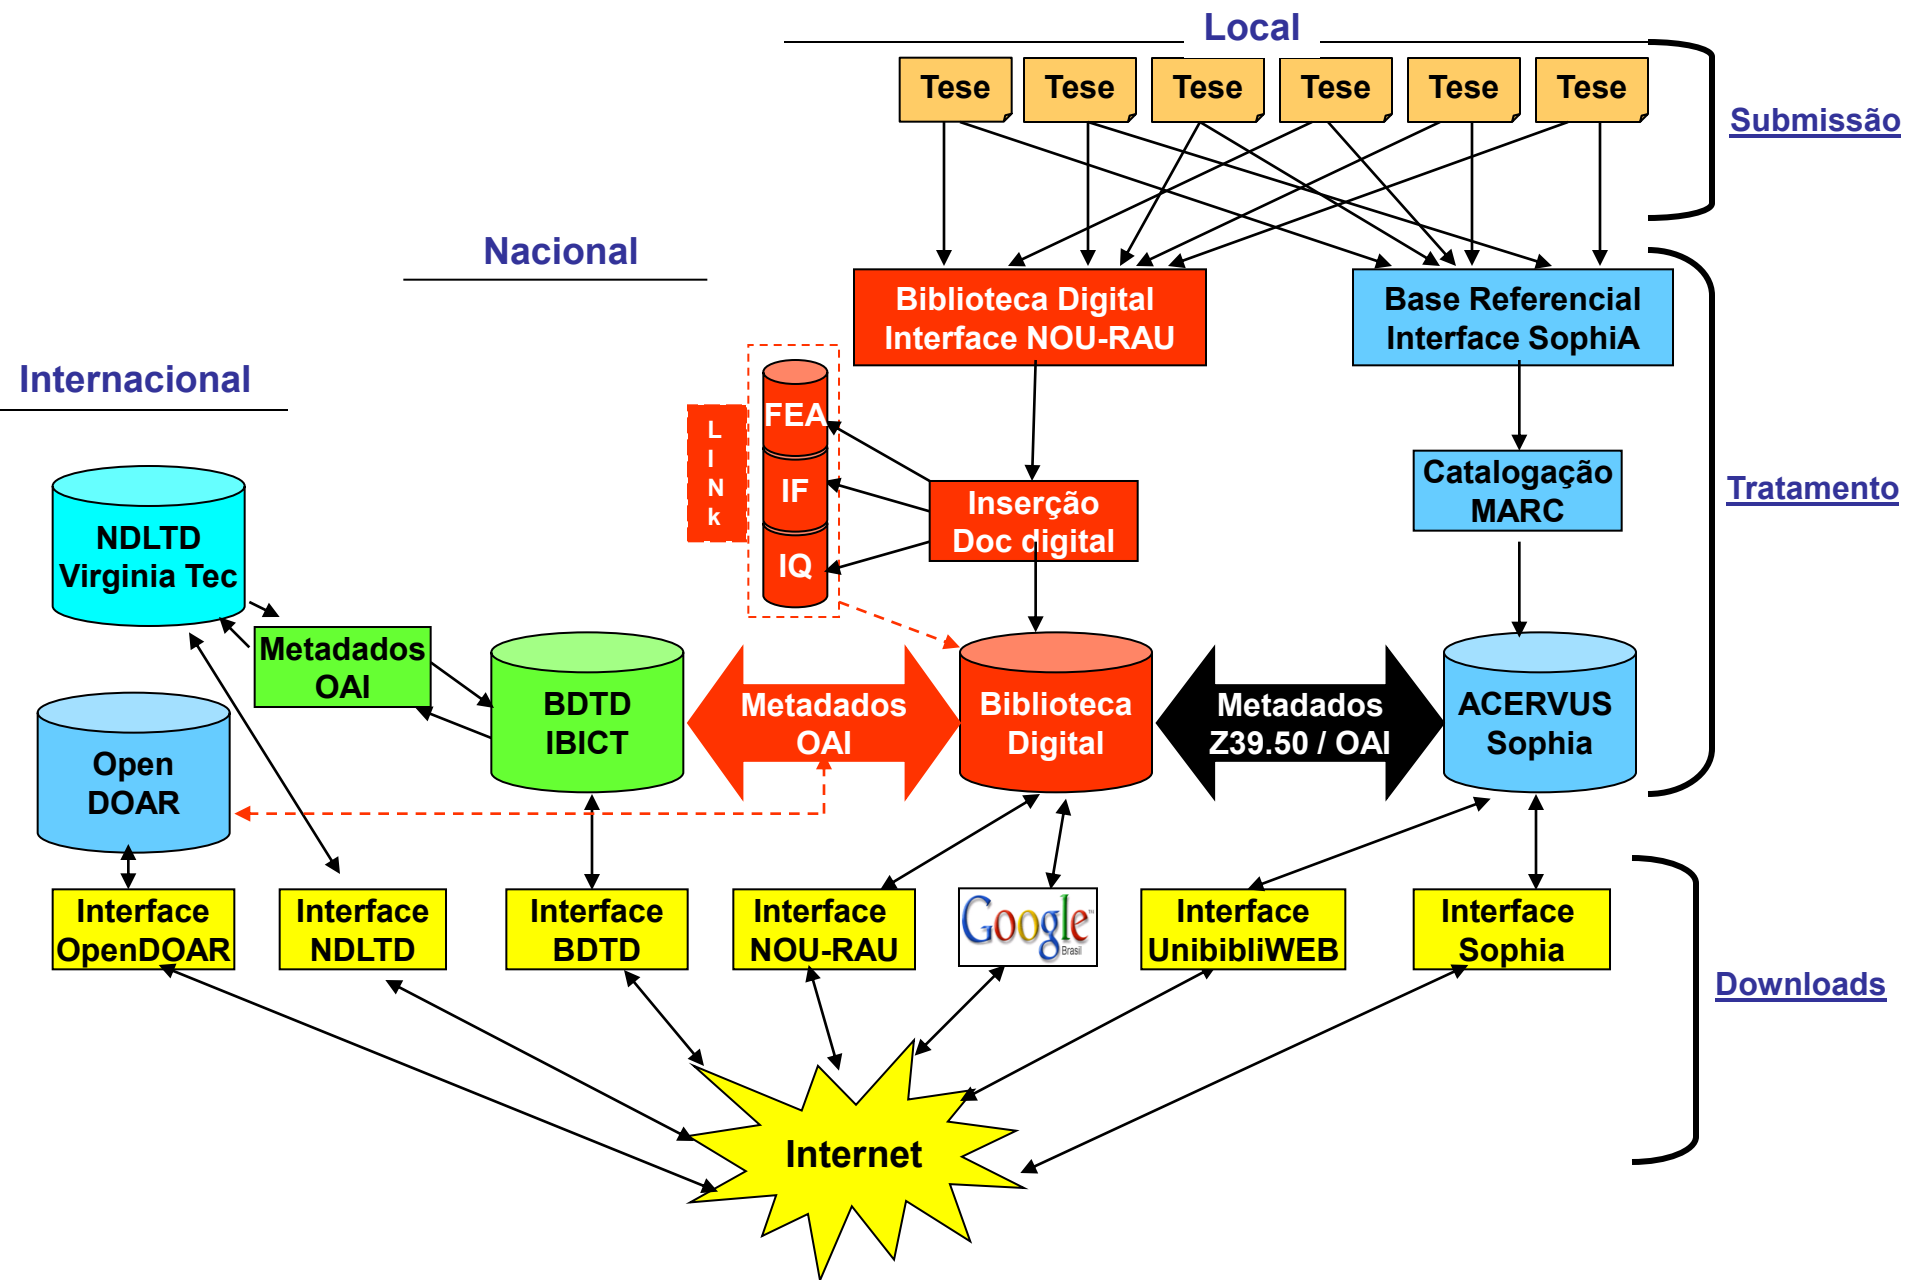 Local
Tese
Tese
Tese
Tese
Tese
Tese
Submissão
Nacional
Biblioteca Digital
Interface NOU-RAU
Base Referencial
Interface SophiA
Internacional
L
I
N
k
FEA
IF
IQ
Inserção
Doc digital
Catalogação
MARC
Tratamento
NDLTD
Virginia Tec
Metadados
OAI
BDTD
IBICT
Metadados
OAI
Biblioteca
Digital
Metadados
Z39.50 / OAI
ACERVUS
Sophia
Open
DOAR
Interface
OpenDOAR
Interface
NDLTD
Interface
BDTD
Interface
NOU-RAU
Google™
Brasil
Interface
UnibibliWEB
Interface
Sophia
Downloads
Internet